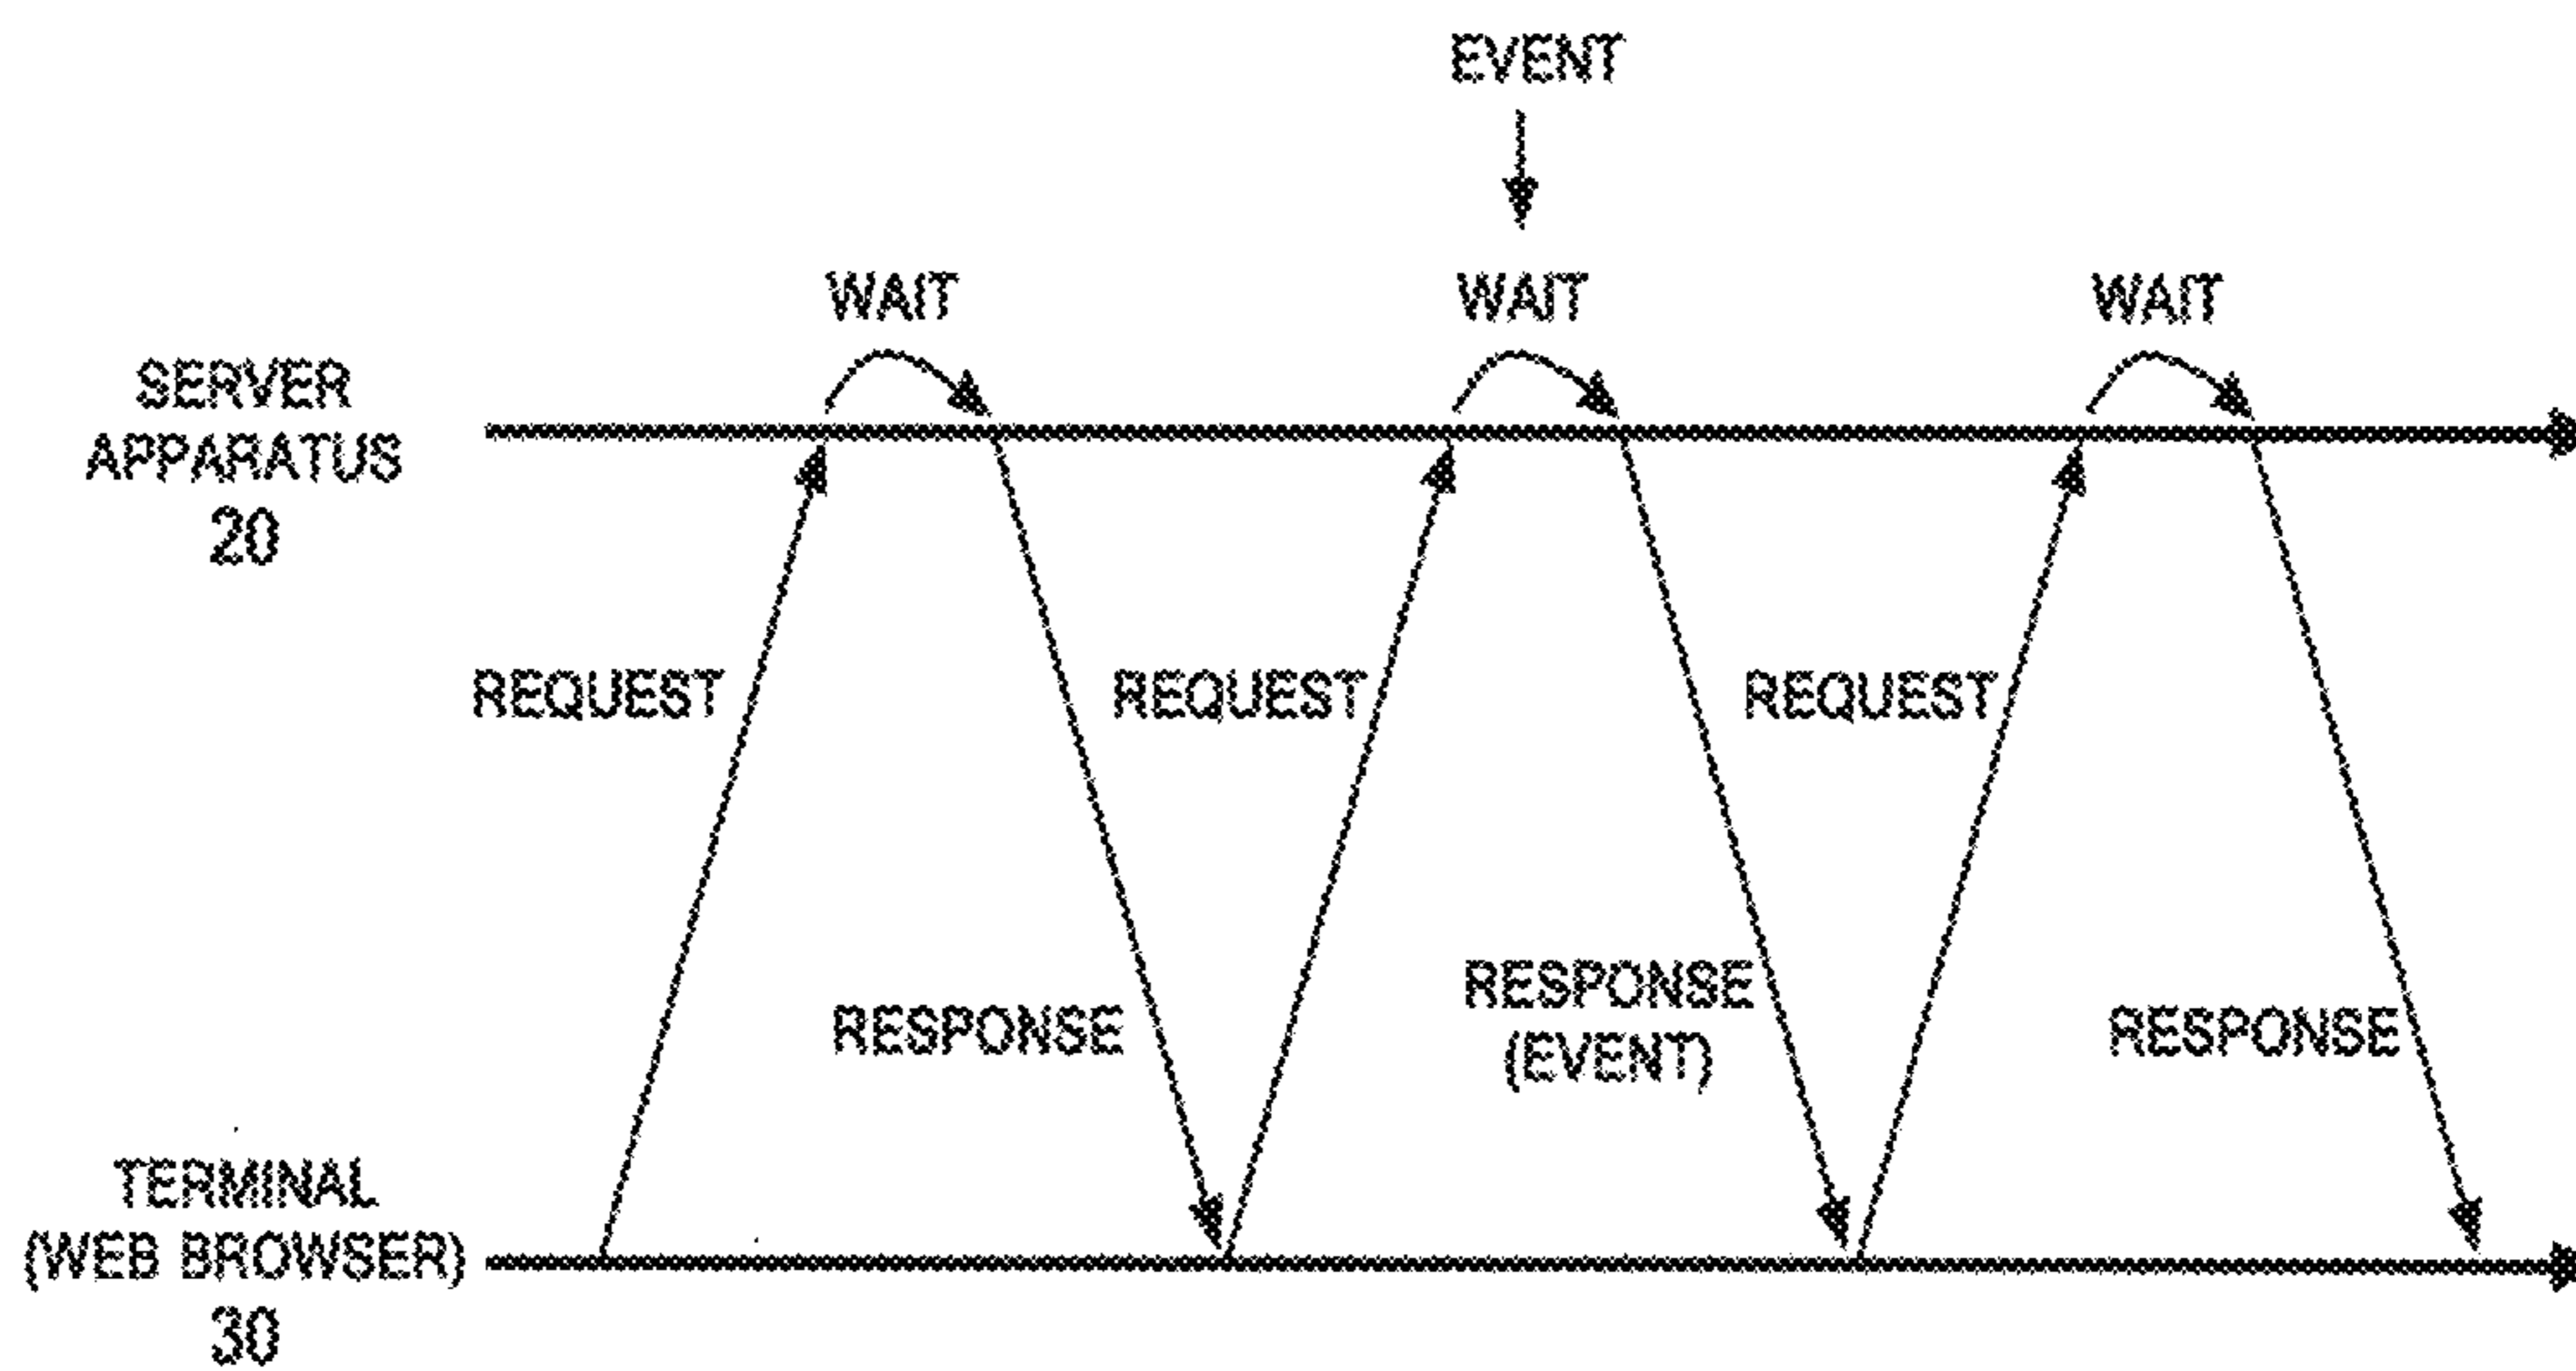 EVENT
WAIT
WAIT
WAIT
SERVER
APPARATUS
20
REQUEST
REQUEST
REQUEST
RESPONSE
RESPONSE
(EVENT)
RESPONSE
TERMINAL
(WEB BROWSER)
30